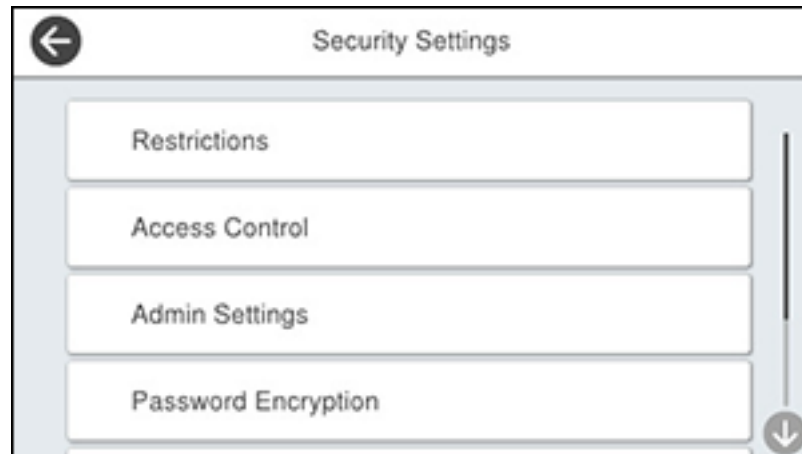 Security Settings
Restrictions
Access Control
Admin Settings
Password Encryption